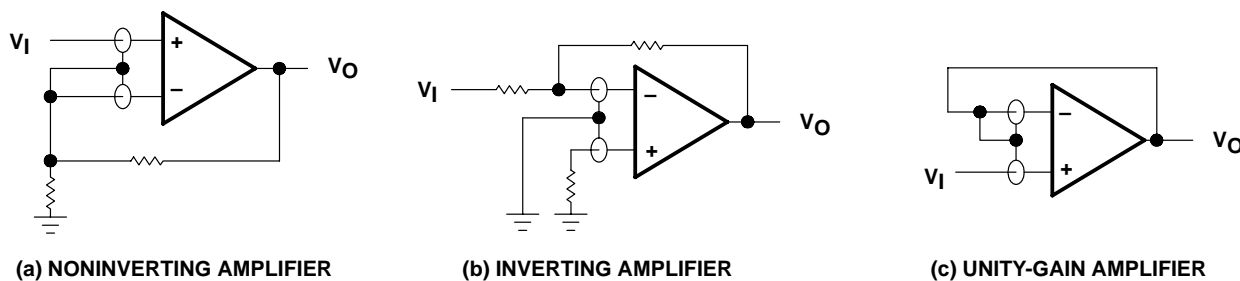 VI
+
−
VO
(a) NONINVERTING AMPLIFIER
VI
−
+
VO
(b) INVERTING AMPLIFIER
−
+
VI
VO
(c) UNITY-GAIN AMPLIFIER